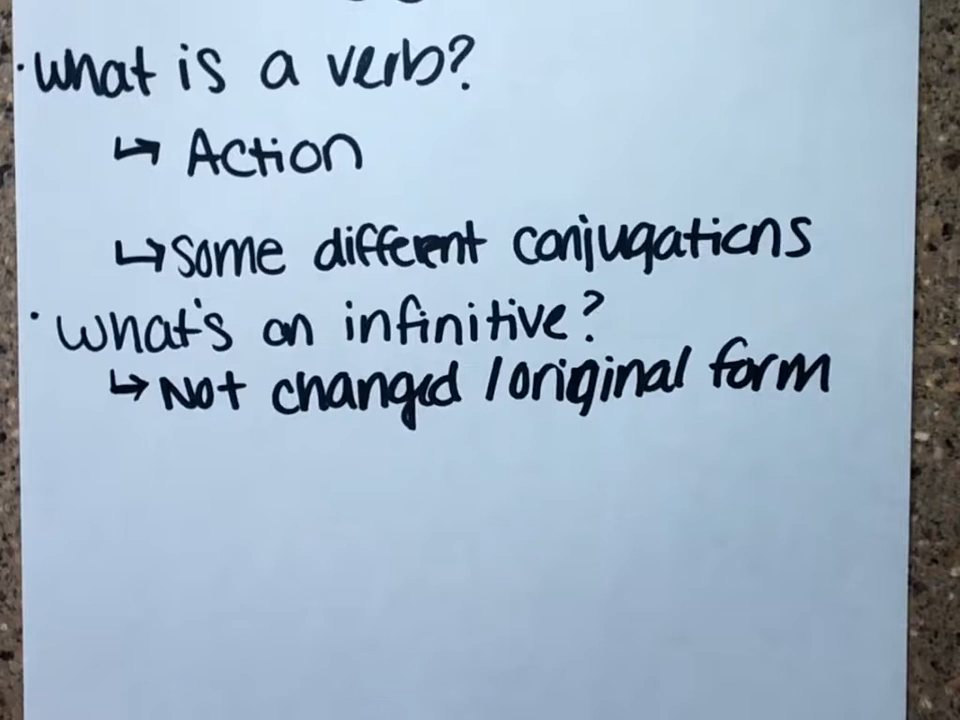 · What is a verb?
↳ Action
↳ Some different conjugations
· What's an infinitive?
↳ Not changed / original form